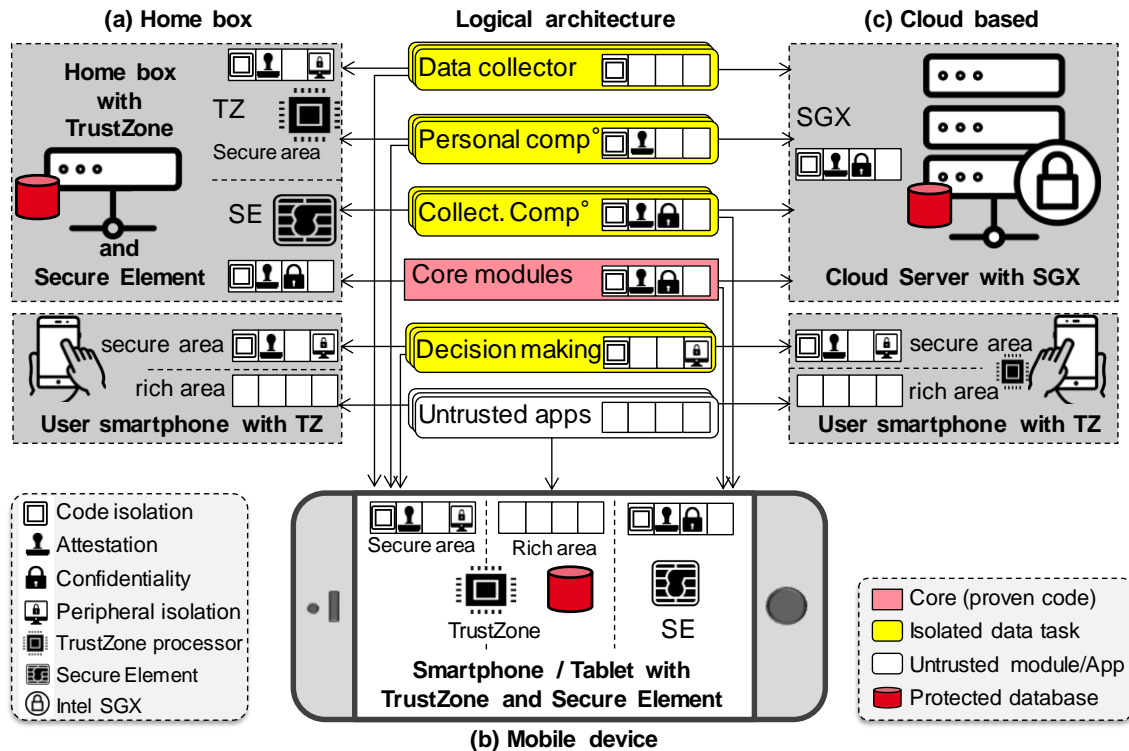 (a) Home box
Logical architecture
(c) Cloud based
Home box
with
TrustZone
TZ
Secure area
SE
and
Secure Element
Data collector
Personal comp°
Collect. Comp°
Core modules
Decision making
Untrusted apps
SGX
Cloud Server with SGX
secure area
rich area
User smartphone with TZ
secure area
rich area
User smartphone with TZ
Code isolation
Attestation
Confidentiality
Peripheral isolation
TrustZone processor
Secure Element
Intel SGX
Secure area
Rich area
TrustZone
SE
Smartphone / Tablet with
TrustZone and Secure Element
Core (proven code)
Isolated data task
Untrusted module/App
Protected database
(b) Mobile device